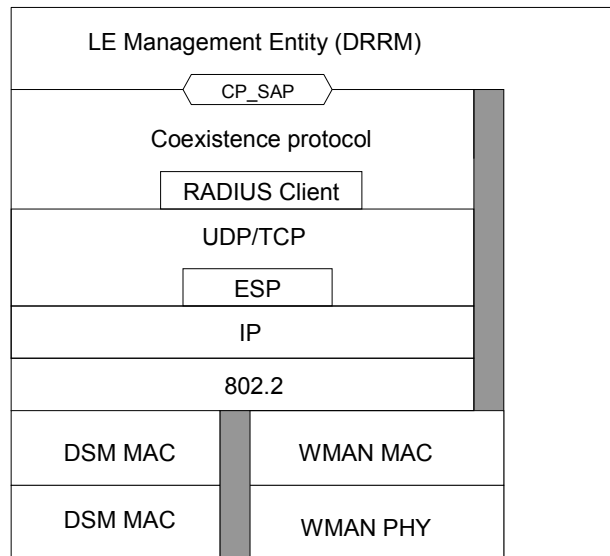 LE Management Entity (DRRM)
CP_SAP
Coexistence protocol
RADIUS Client
UDP/TCP
ESP
IP
802.2
DSM MAC
WMAN MAC
DSM MAC
WMAN PHY